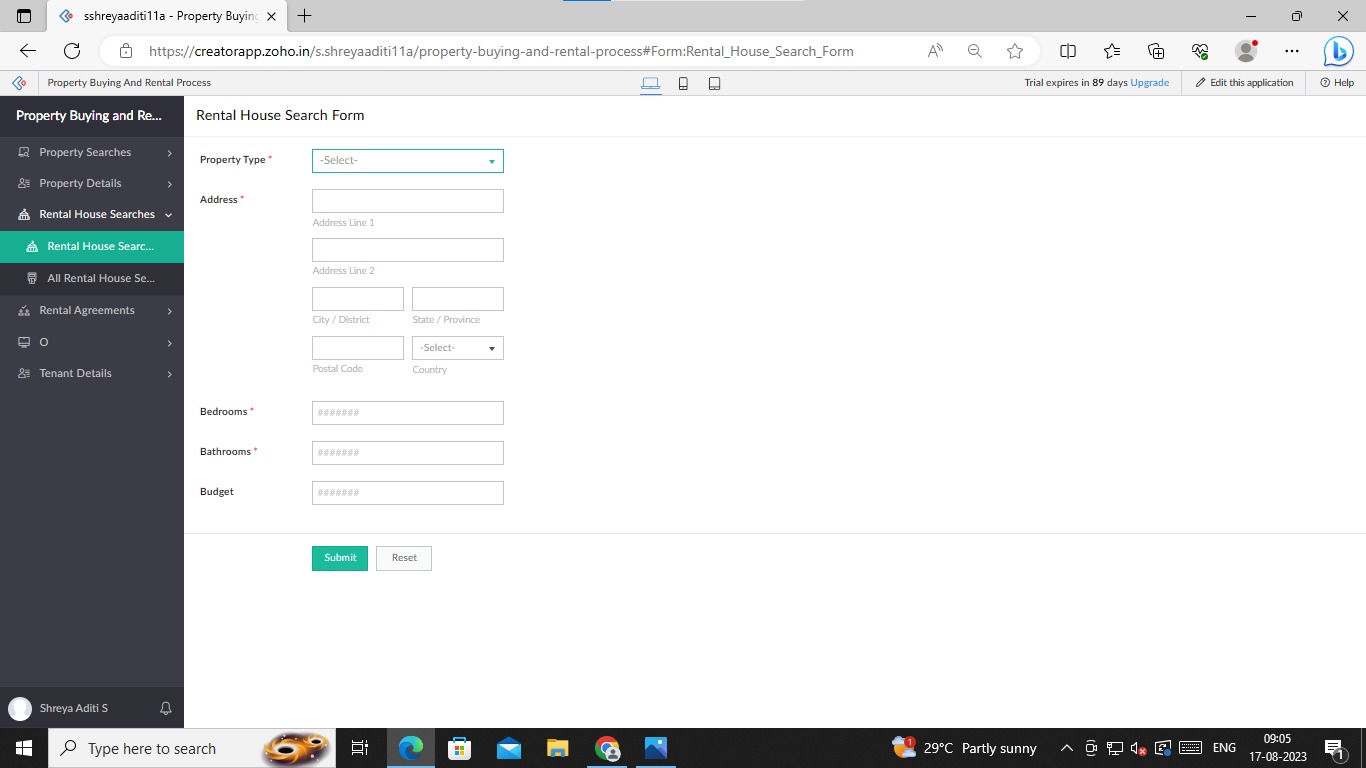 sshreyaaditi11a - Property Buying
https://creatorapp.zoho.in/s.shreyaaditi11a/property-buying-and-rental-process#Form:Rental_House_Search_Form
Property Buying And Rental Process
Trial expires in 89 days Upgrade
Edit this application
Help
Property Buying and Re...
Property Searches
Property Details
Rental House Searches
Rental House Searc...
All Rental House Se...
Rental Agreements
O
Tenant Details
Shreya Aditi S
Rental House Search Form
Property Type *
-Select-
Address *
Address Line 1
Address Line 2
City / District
State / Province
-Select-
Postal Code
Country
Bedrooms *
#######
Bathrooms *
#######
Budget
#######
Submit
Reset
Type here to search
1
29°C Partly sunny
ENG
09:05
17-08-2023
1